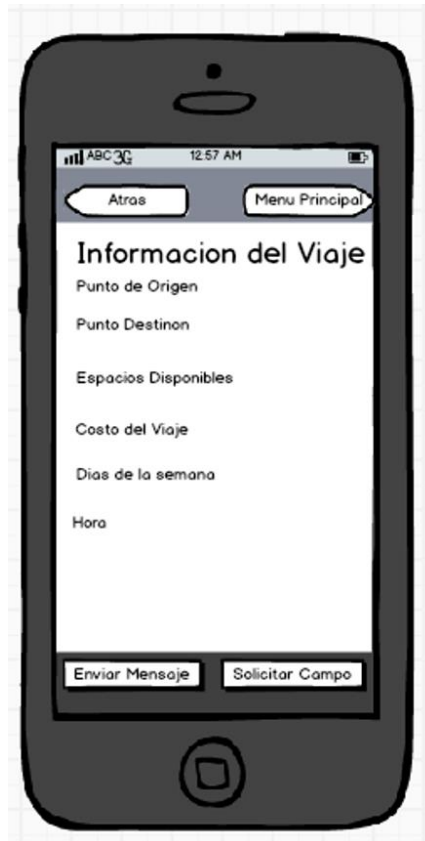 ABC 3G 12:57 AM
Atras Menu Principal
Informacion del Viaje
Punto de Origen
Punto Destinon
Espacios Disponibles
Costo del Viaje
Dias de la semana
Hora
Enviar Mensaje Solicitar Campo